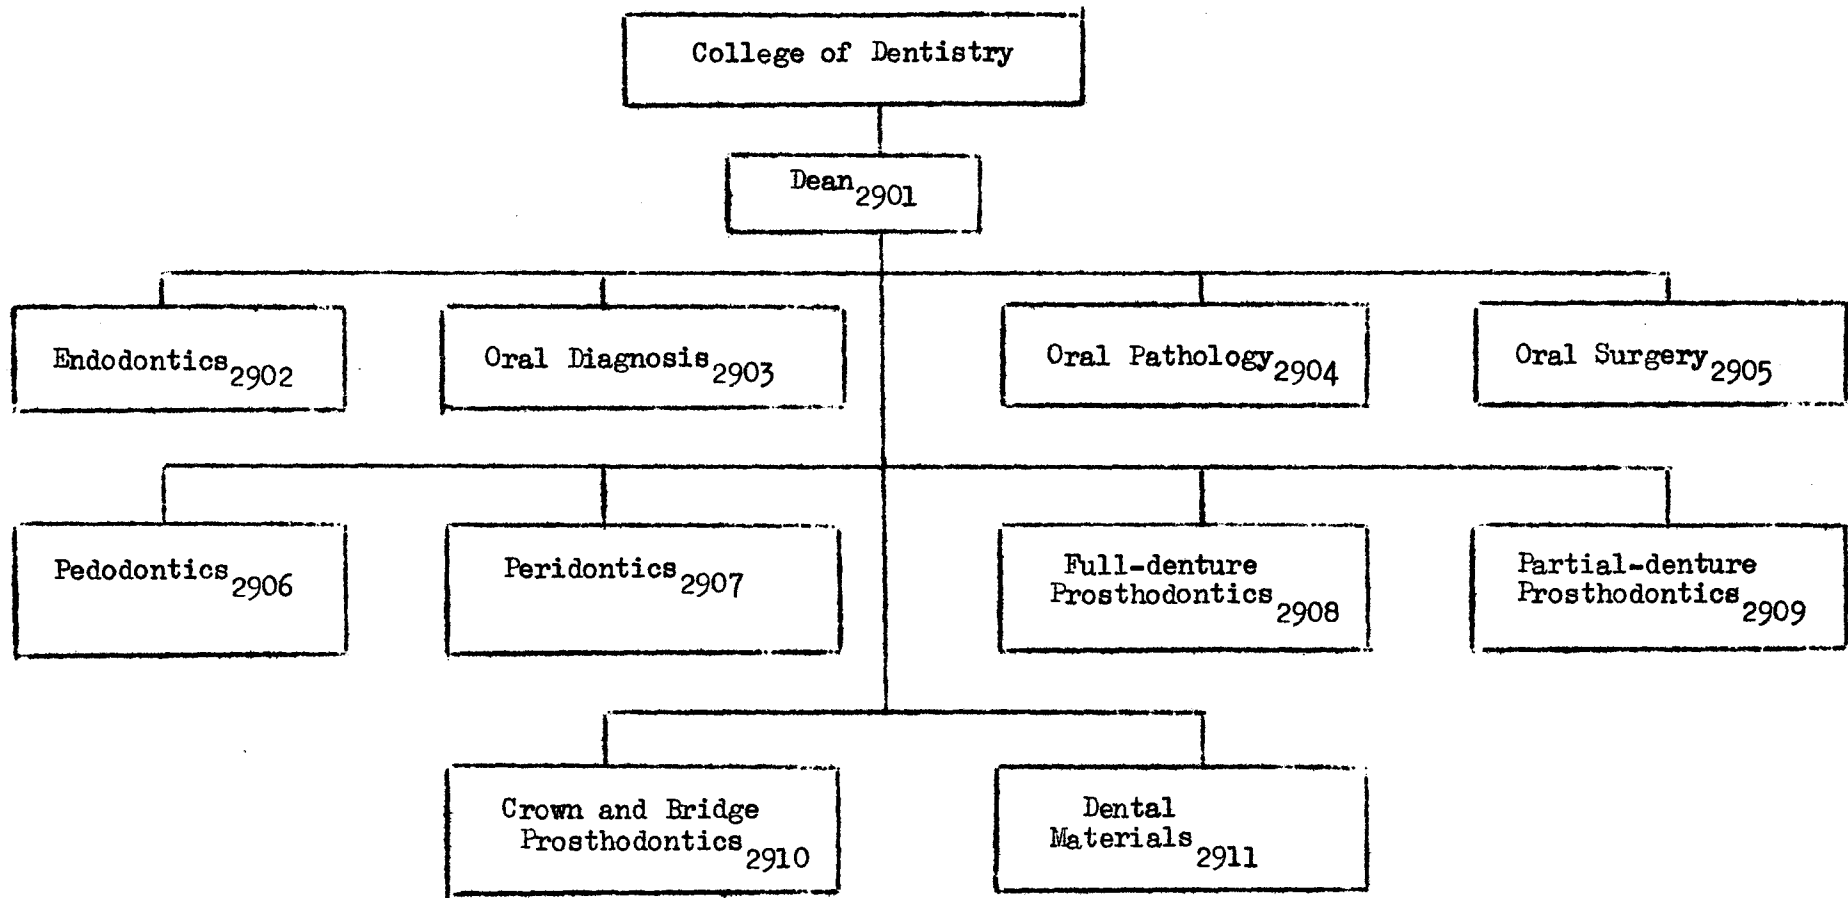 College of Dentistry
Dean2901
Endodontics2902
Oral Diagnosis2903
Oral Pathology2904
Oral Surgery2905
Pedodontics2906
Peridontics2907
Full-denture
Prosthodontics2908
Partial-denture
Prosthodontics2909
Crown and Bridge
Prosthodontics2910
Dental
Materials2911